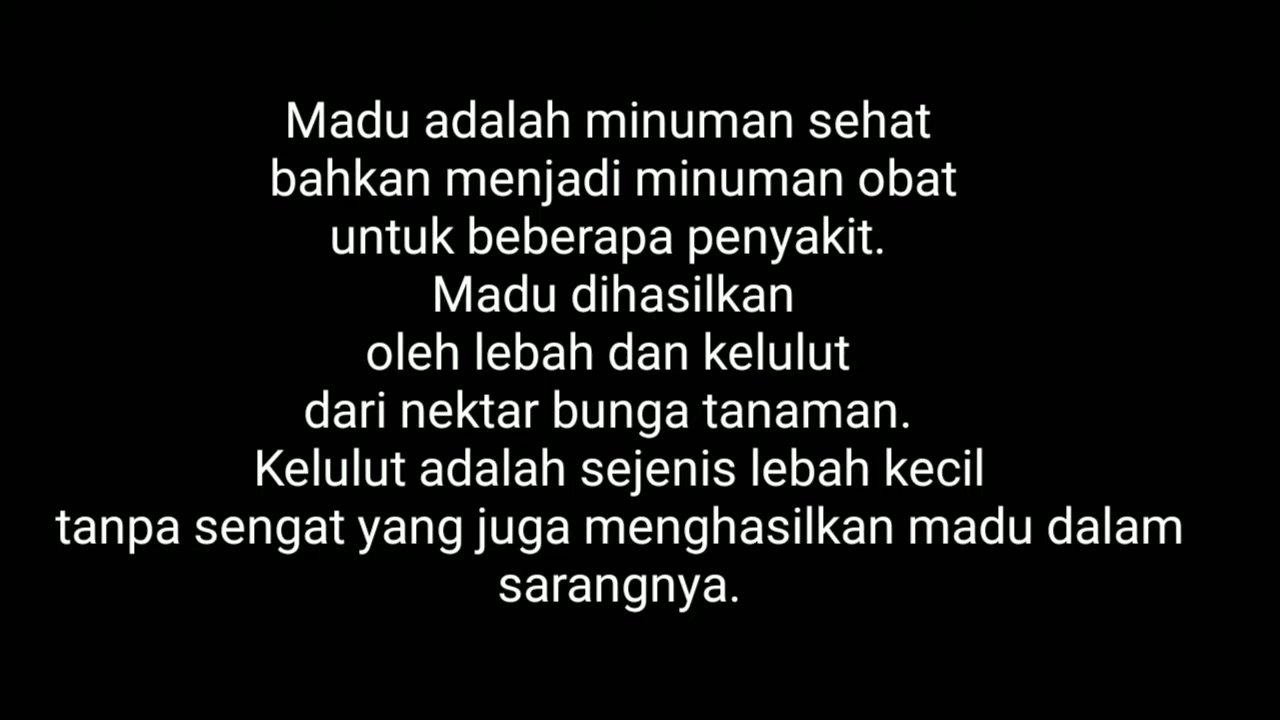 Madu adalah minuman sehat
bahkan menjadi minuman obat
untuk beberapa penyakit.
Madu dihasilkan
oleh lebah dan kelulut
dari nektar bunga tanaman.
Kelulut adalah sejenis lebah kecil
tanpa sengat yang juga menghasilkan madu dalam
sarangnya.